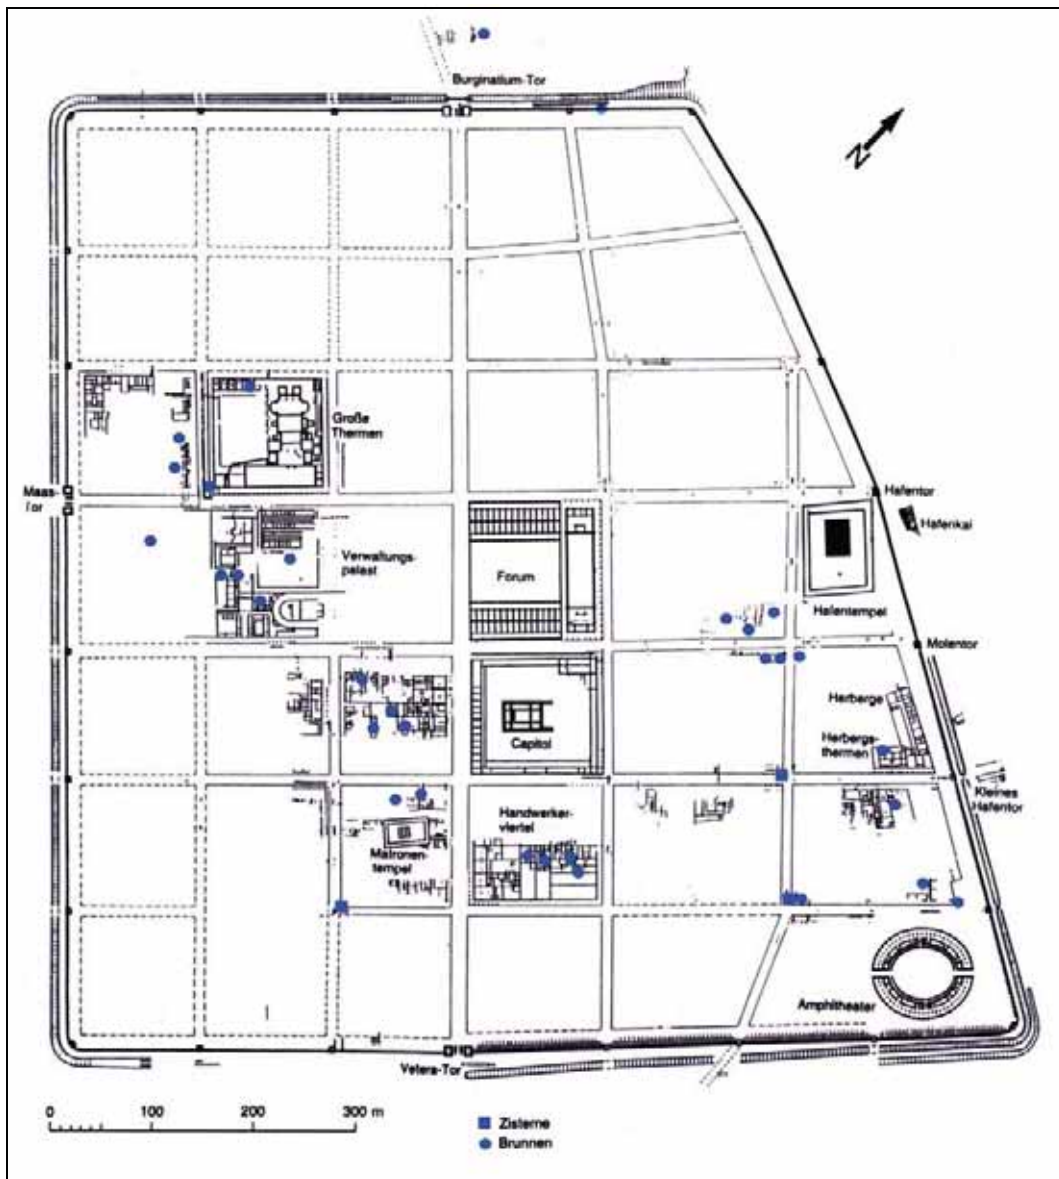 Burginatium-Tor
N
Große
Thermen
Maas-
Tor
Hafentor
Hafenkai
Verwaltungs-
palast
Forum
Hafentempel
Molentor
Herberge
Capitol
Herbergs-
thermen
Kleines
Hafentor
Handwerker-
viertel
Matronen-
tempel
Amphitheater
Vetera-Tor
0 100 200 300 m
Zisterne
Brunnen